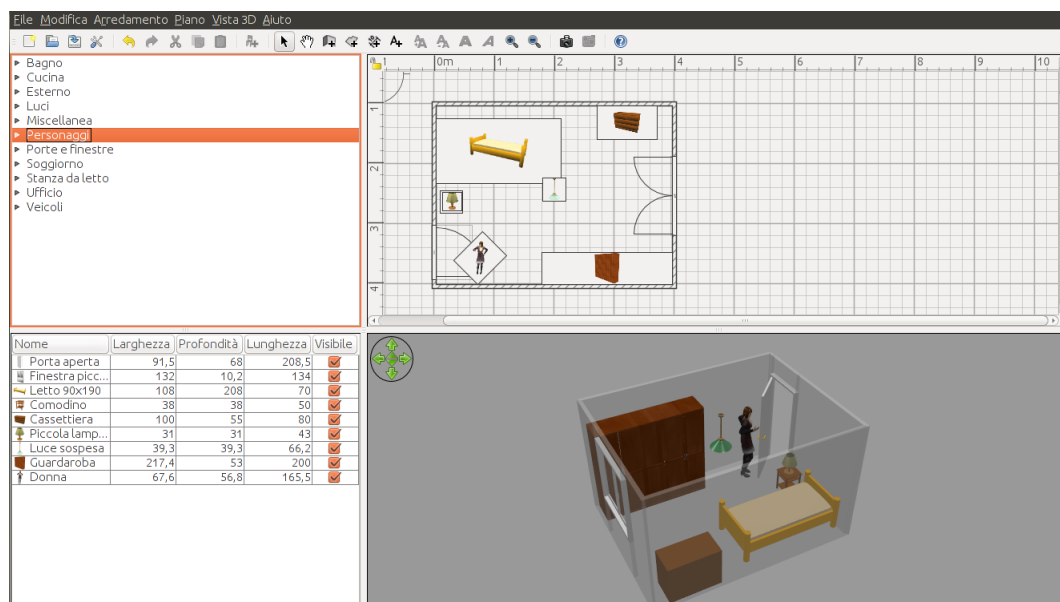 File Modifica Arredamento Piano Vista 3D Aiuto
Bagno
Cucina
Esterno
Luci
Miscellanea
Personaggi
Porte e finestre
Soggiorno
Stanza da letto
Ufficio
Veicoli
1 0m 1 2 3 4 5 6 7 8 9 10
1
2
3
4
Nome Larghezza Profondità Lunghezza Visibile
Porta aperta 91,5 68 208,5
Finestra picc... 132 10,2 134
Letto 90x190 108 208 70
Comodino 38 38 50
Cassettiera 100 55 80
Piccola lamp... 31 31 43
Luce sospesa 39,3 39,3 66,2
Guardaroba 217,4 53 200
Donna 67,6 56,8 165,5